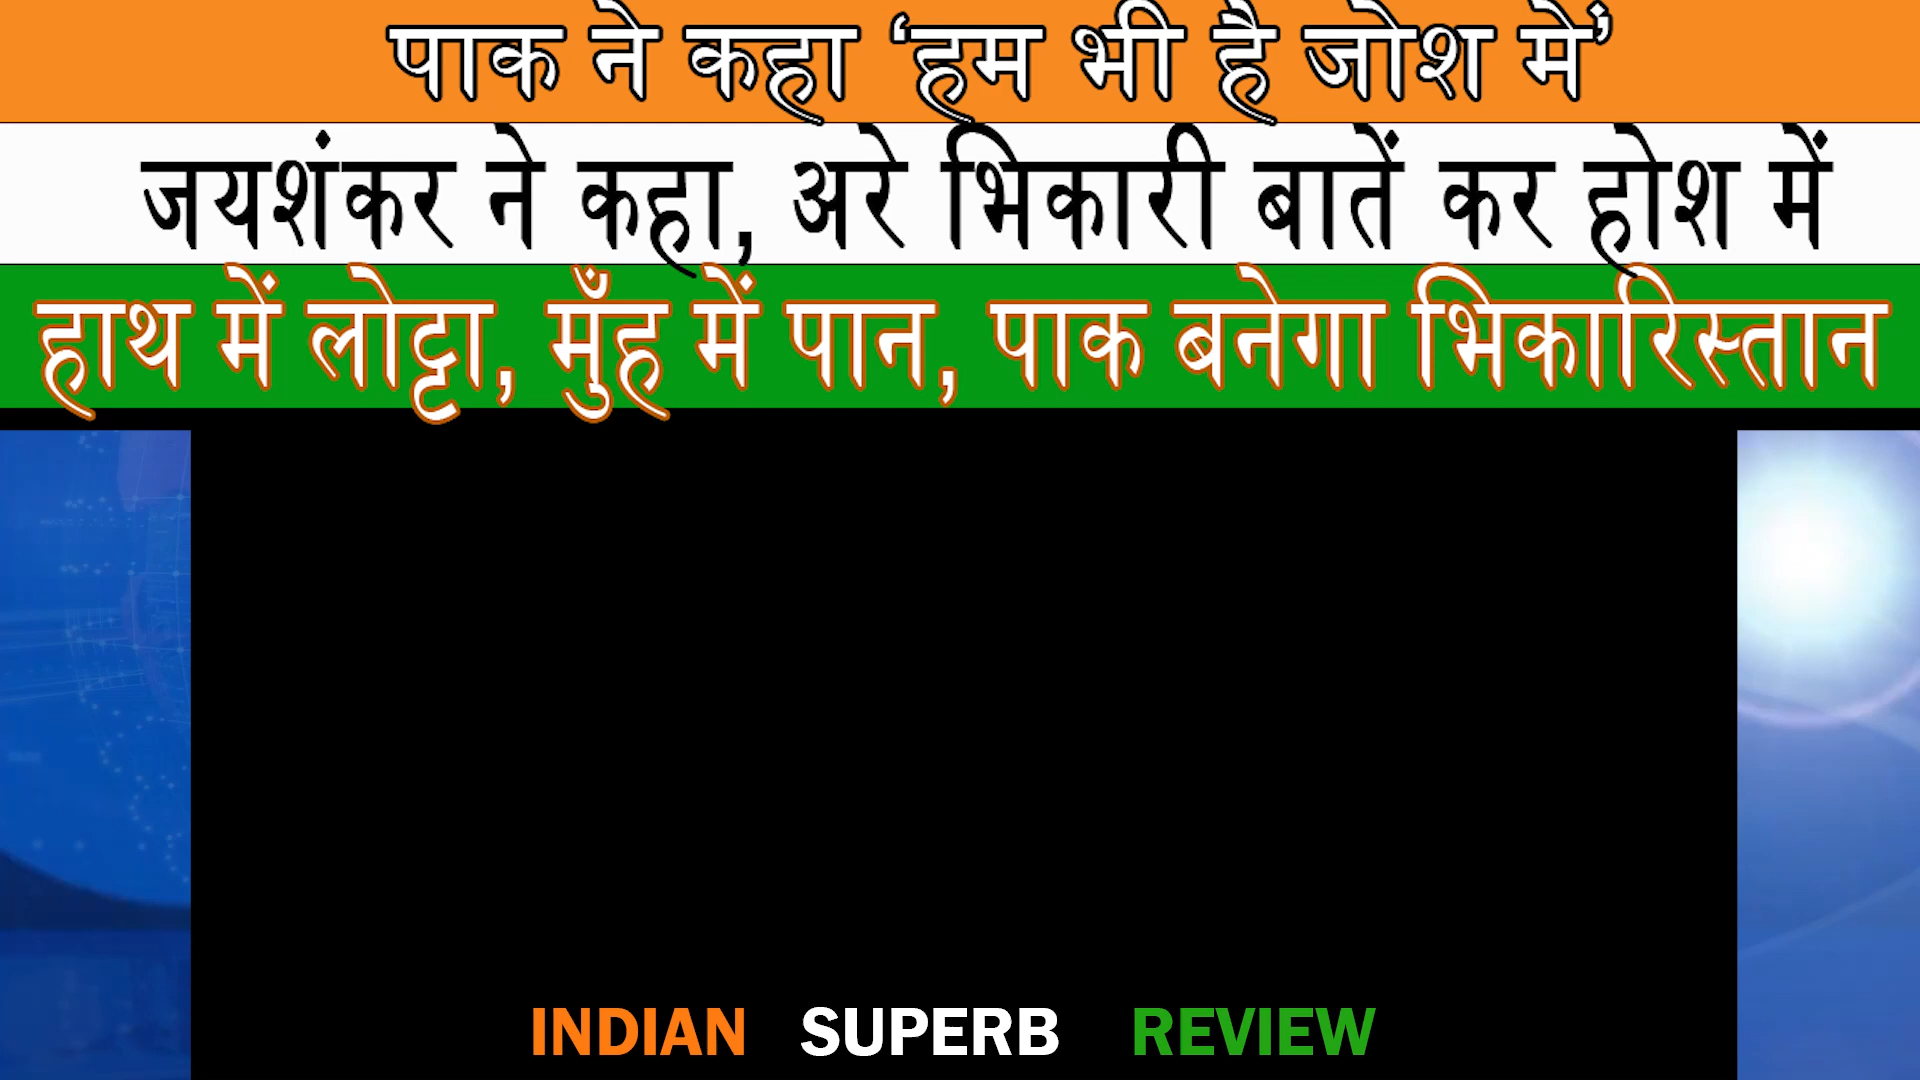 पाक ने कहा ‘हम भी है जोश में’
जयशंकर ने कहा, अरे भिकारी बातें कर होश में
हाथ में लोट्टा, मुँह में पान, पाक बनेगा भिकारिस्तान
INDIAN SUPERB REVIEW